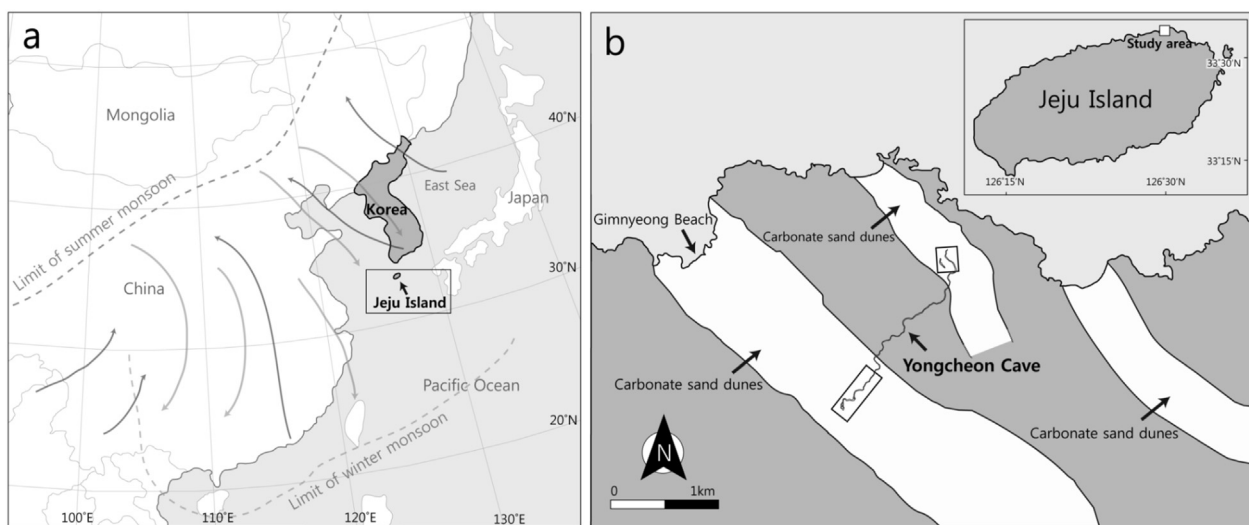 a
Mongolia
40°N
East Sea
Korea
Japan
Limit of summer monsoon
30°N
China
Jeju Island
Pacific Ocean
20°N
Limit of winter monsoon
100°E
110°E
120°E
130°E
b
Study area
33°30'N
Jeju Island
33°15'N
126°15'N
126°30'N
Gimnyeong Beach
Carbonate sand dunes
Yongcheon Cave
Carbonate sand dunes
Carbonate sand dunes
N
0
1km